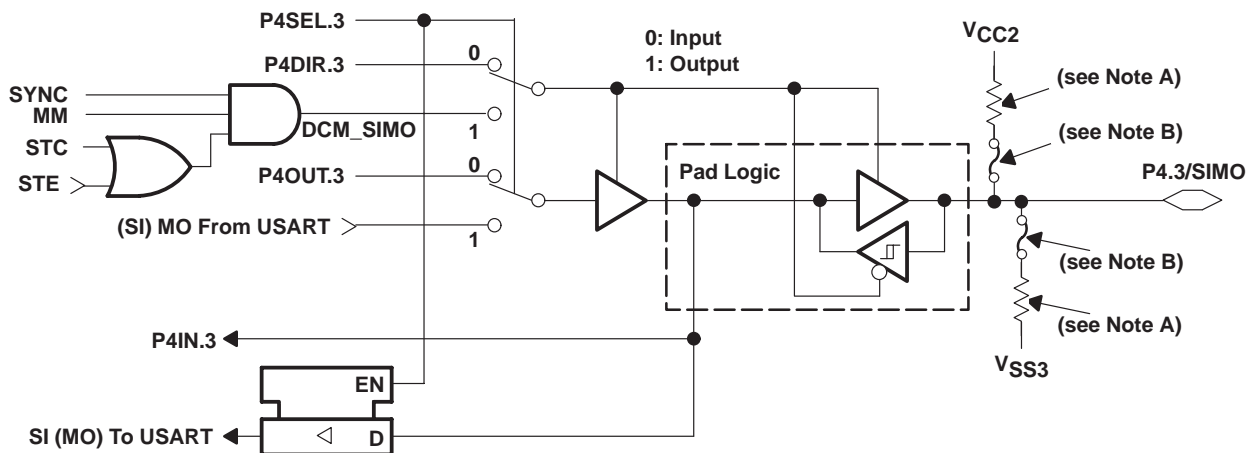 P4SEL.3
0
P4DIR.3
SYNC
MM
DCM_SIMO
1
STC
STE
P4OUT.3
0
(SI) MO From USART
1
0: Input
1: Output
Pad Logic
VCC2
(see Note A)
(see Note B)
P4.3/SIMO
(see Note B)
(see Note A)
VSS3
P4IN.3
EN
SI (MO) To USART
D